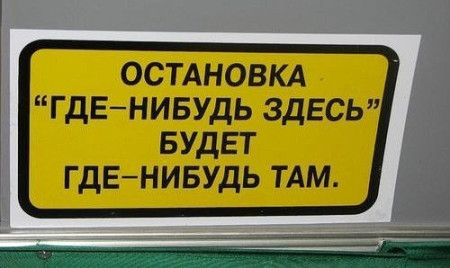 ОСТАНОВКА
“ГДЕ–НИБУДЬ ЗДЕСЬ”
БУДЕТ
ГДЕ–НИБУДЬ ТАМ.